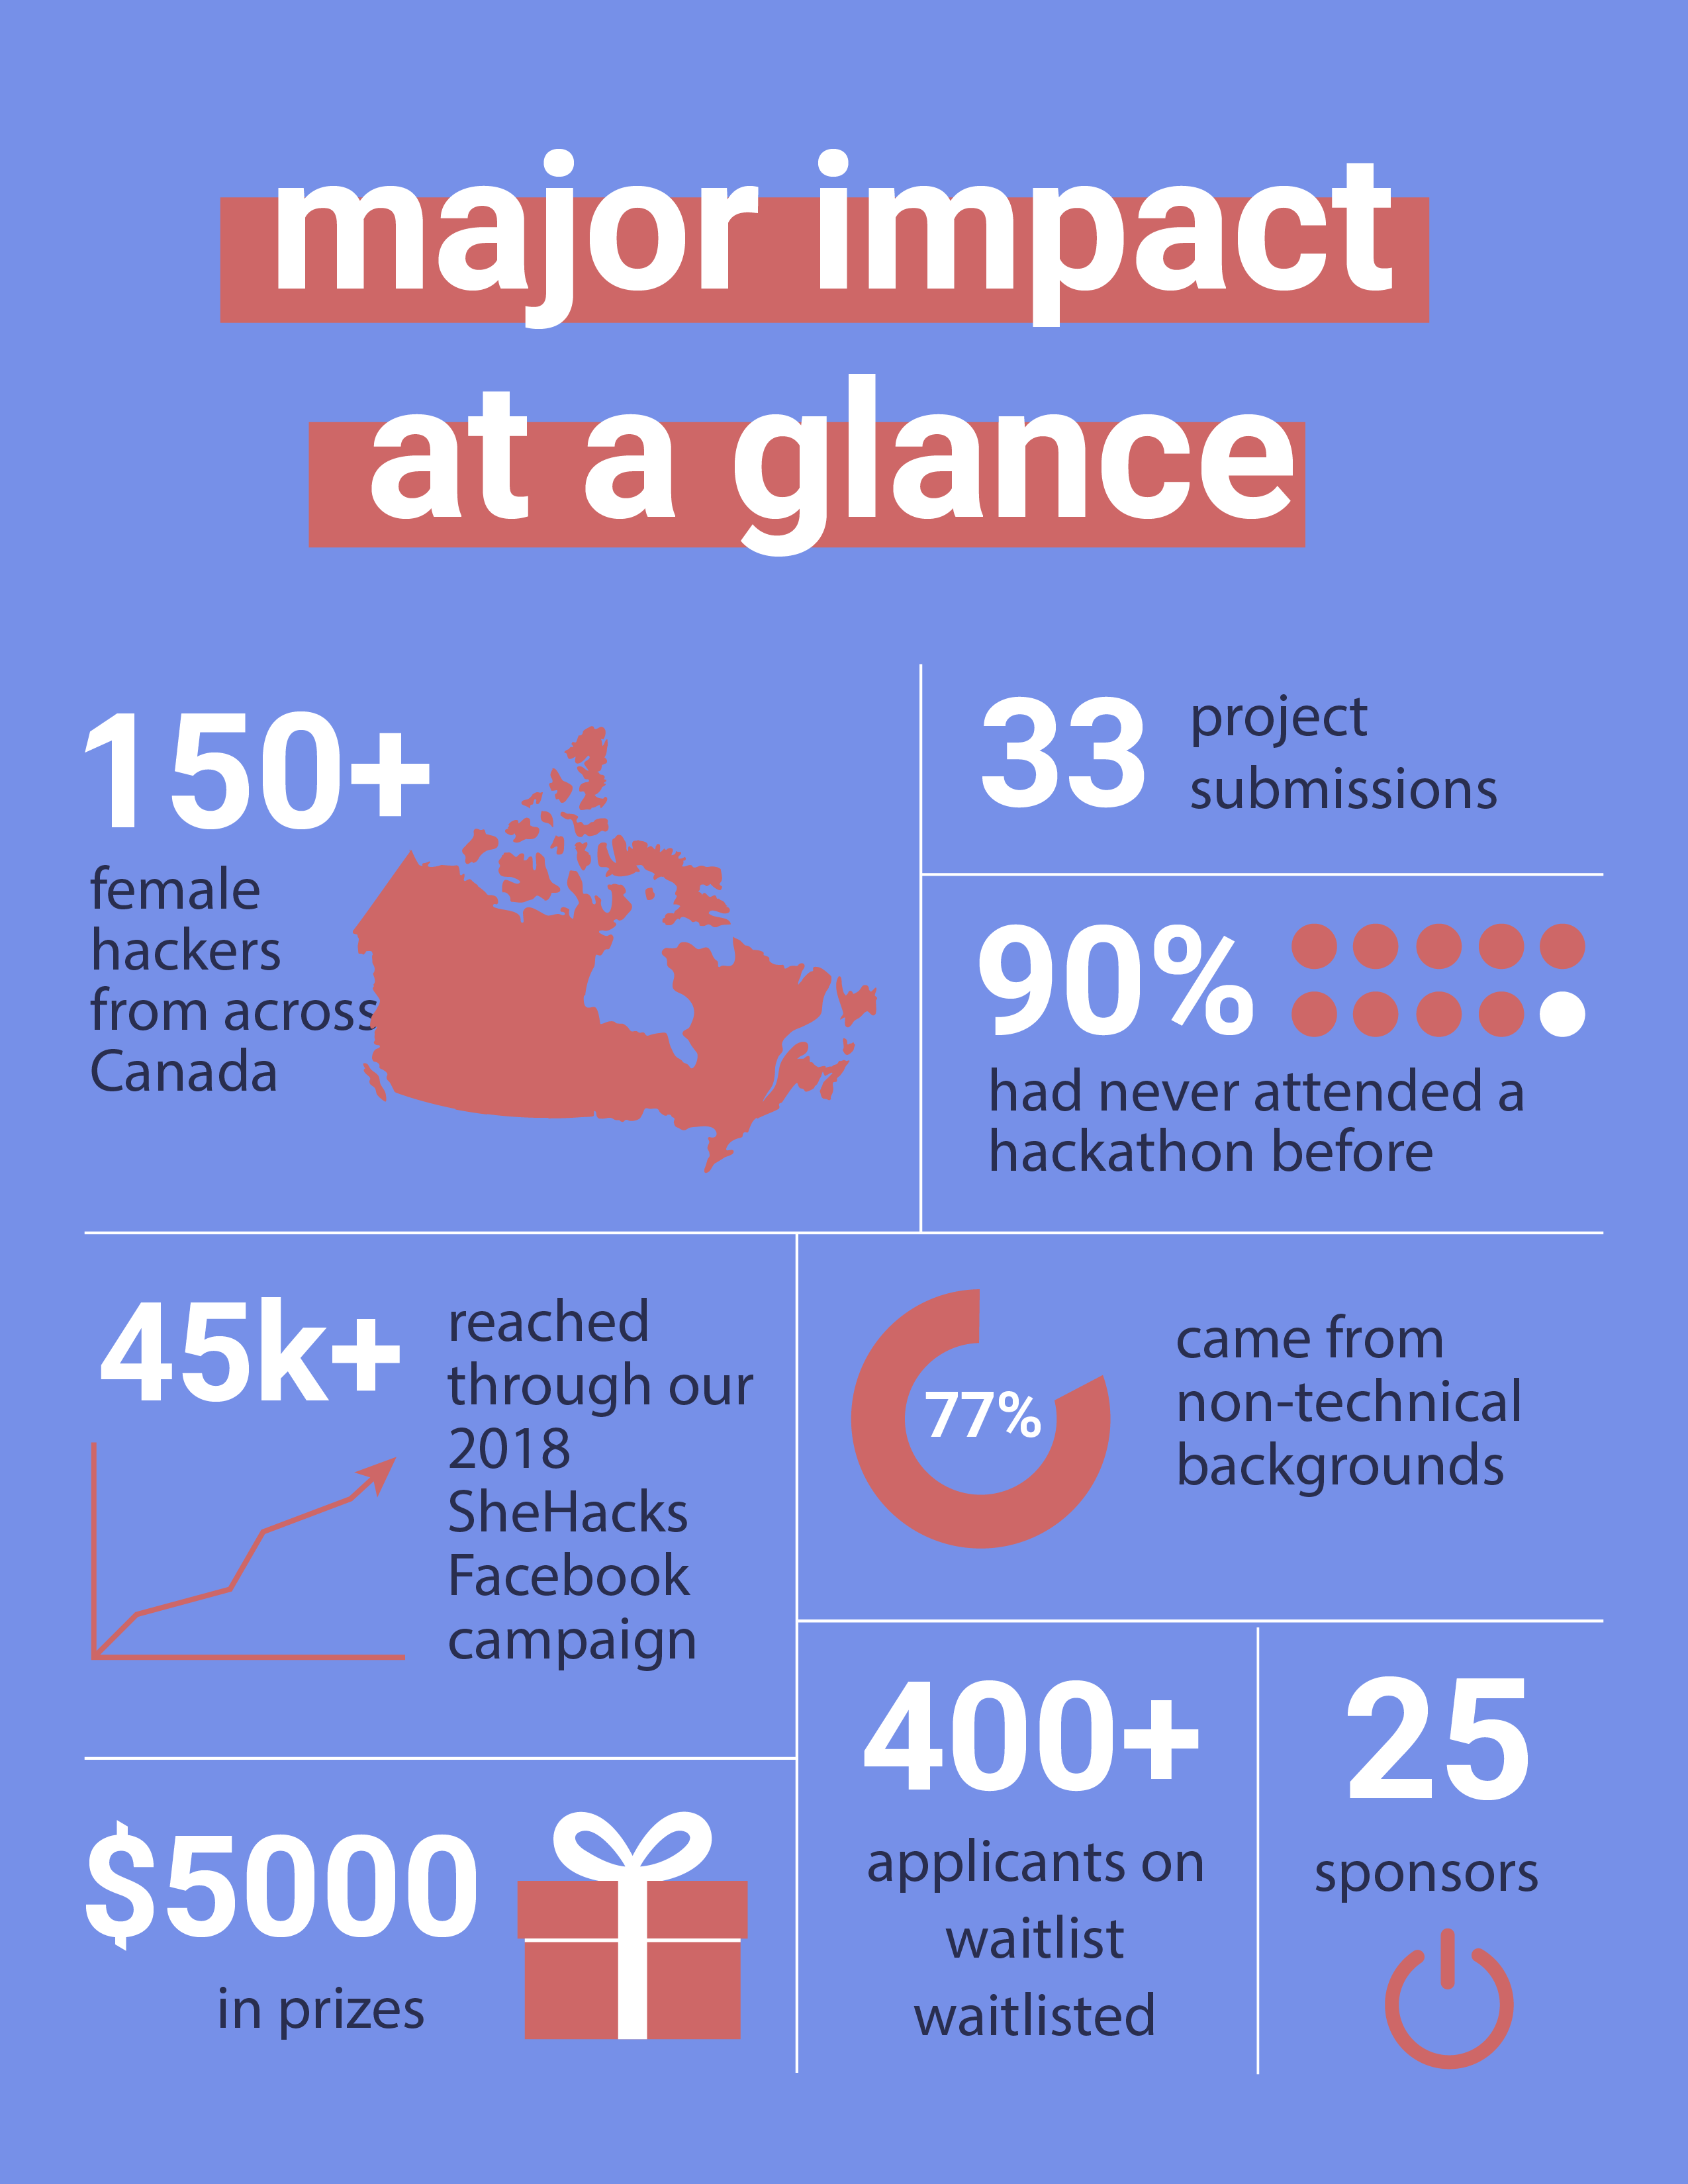 major impact
at a glance
150+
female
hackers
from across
Canada
33
project
submissions
90%
had never attended a
hackathon before
45k+
reached
through our
2018
SheHacks
Facebook
campaign
77%
came from
non-technical
backgrounds
$5000
in prizes
400+
applicants on
waitlist
waitlisted
25
sponsors